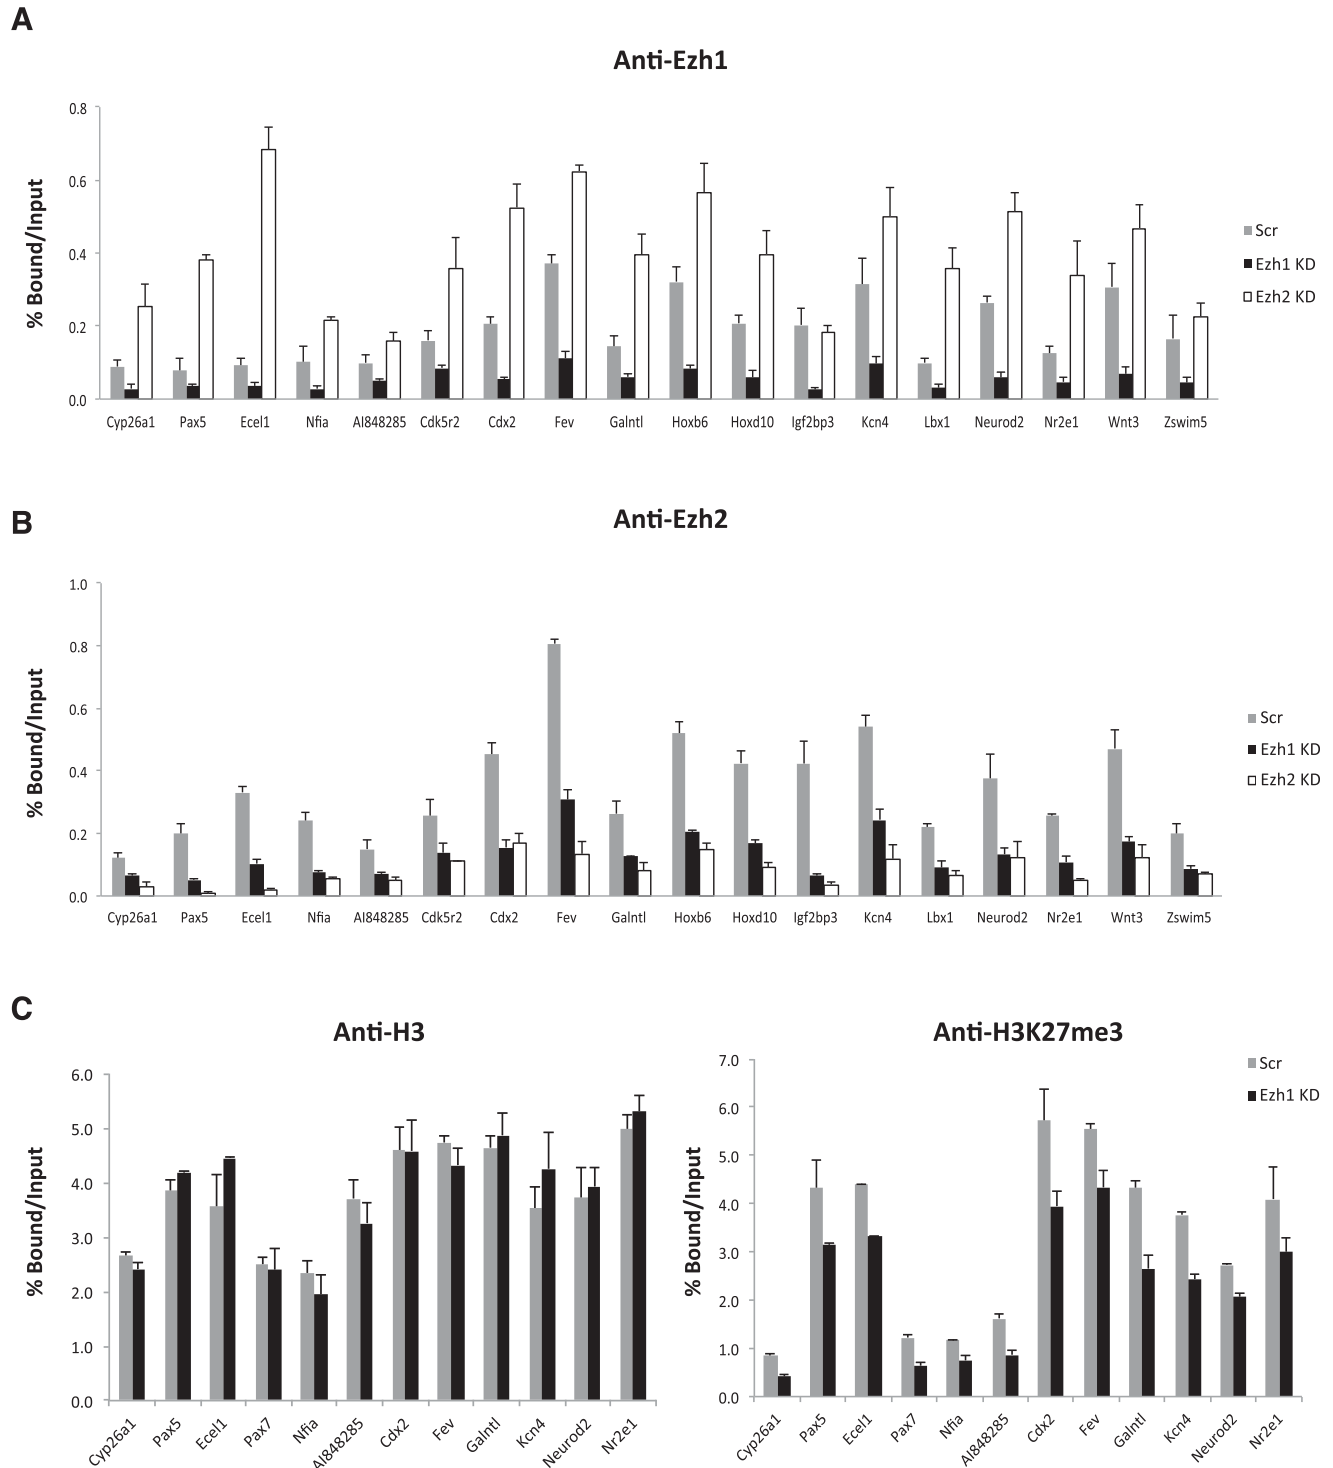 A
Anti-Ezh1
% Bound/Input
0.8
0.6
0.4
0.2
0.0
Cyp26a1 Pax5 Ecel1 Nfia AI848285 Cdk5r2 Cdx2 Fev Galntl Hoxb6 Hoxd10 Igf2bp3 Kcn4 Lbx1 Neurod2 Nr2e1 Wnt3 Zswim5
Scr
Ezh1 KD
Ezh2 KD
B
Anti-Ezh2
% Bound/Input
1.0
0.8
0.6
0.4
0.2
0.0
Cyp26a1 Pax5 Ecel1 Nfia AI848285 Cdk5r2 Cdx2 Fev Galntl Hoxb6 Hoxd10 Igf2bp3 Kcn4 Lbx1 Neurod2 Nr2e1 Wnt3 Zswim5
Scr
Ezh1 KD
Ezh2 KD
C
Anti-H3
% Bound/Input
6.0
5.0
4.0
3.0
2.0
1.0
0.0
Cyp26a1 Pax5 Ecel1 Pax7 Nfia AI848285 Cdx2 Fev Galntl Kcn4 Neurod2 Nr2e1
Anti-H3K27me3
% Bound/Input
7.0
6.0
5.0
4.0
3.0
2.0
1.0
0.0
Cyp26a1 Pax5 Ecel1 Pax7 Nfia AI848285 Cdx2 Fev Galntl Kcn4 Neurod2 Nr2e1
Scr
Ezh1 KD